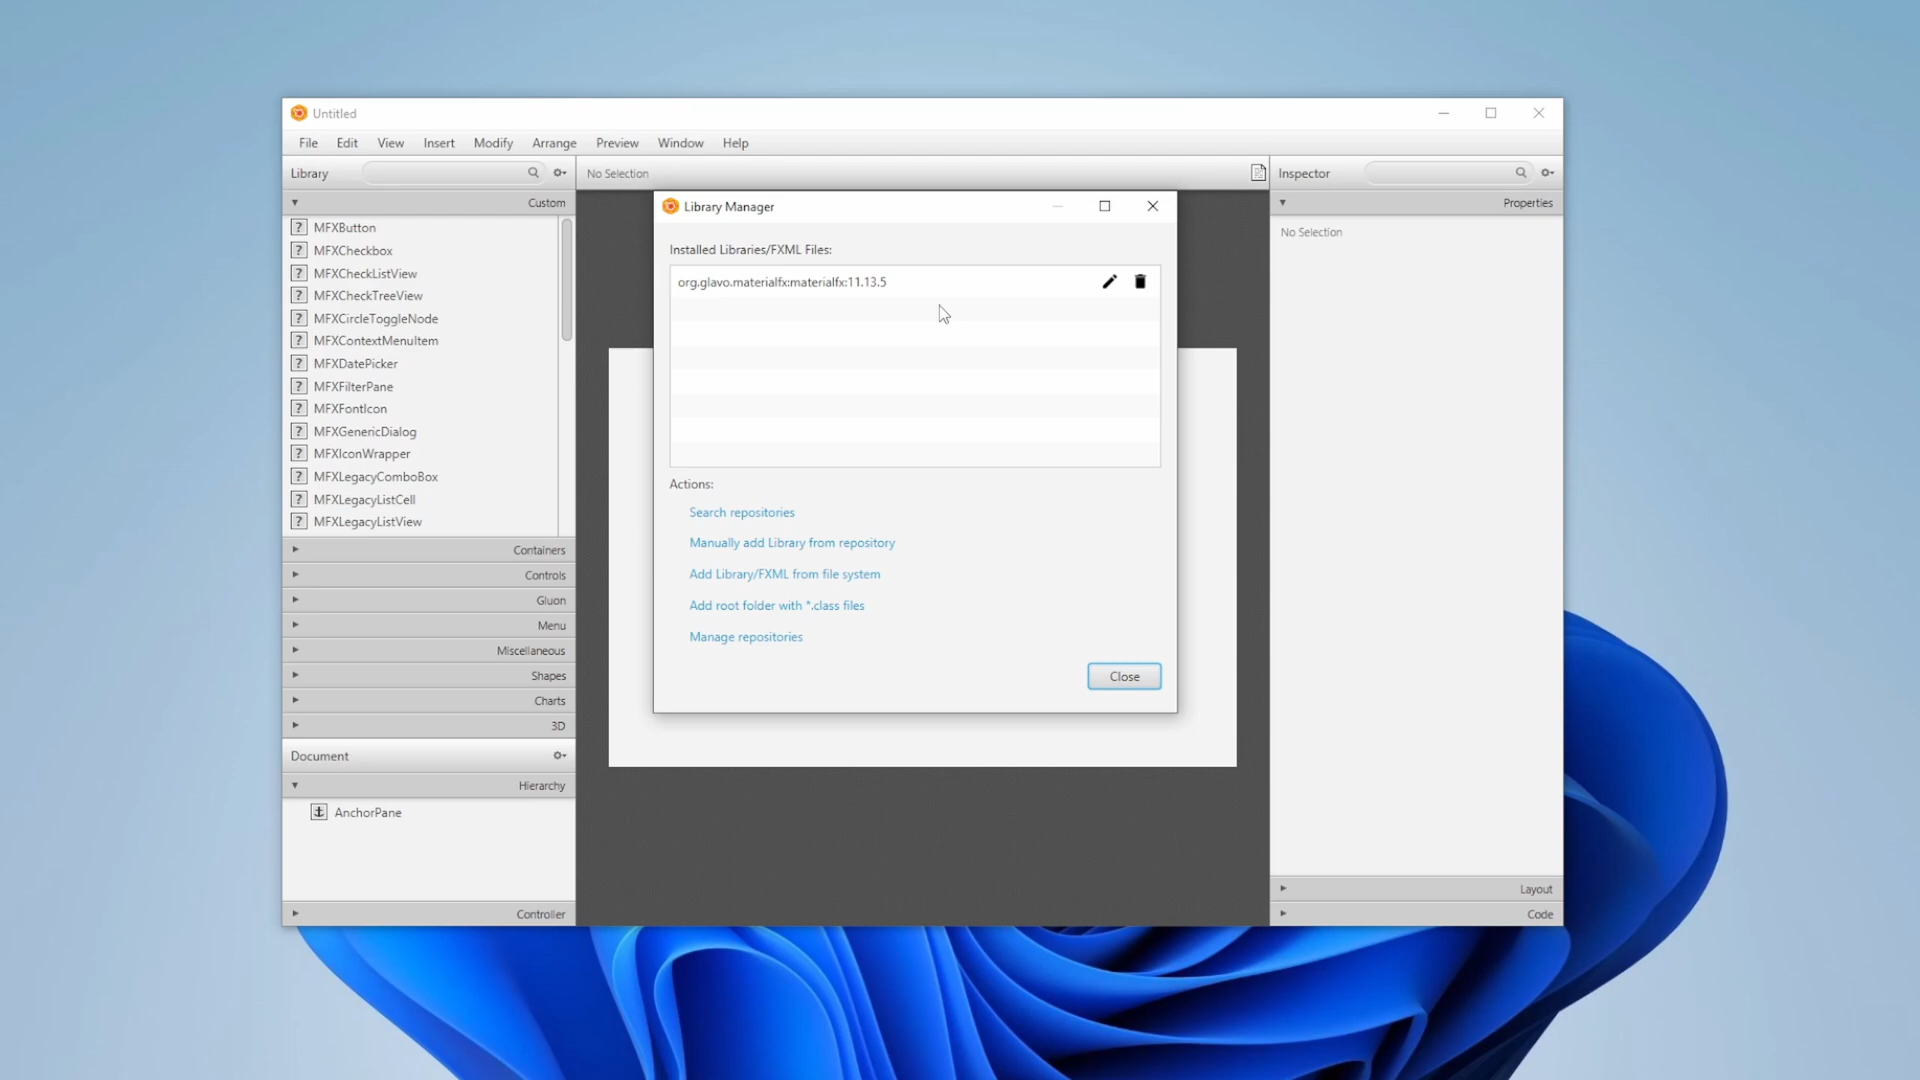 Untitled
File Edit View Insert Modify Arrange Preview Window Help
Library
No Selection
Inspector
Custom
MFXButton
MFXCheckbox
MFXCheckListView
MFXCheckTreeView
MFXCircleToggleNode
MFXContextMenuItem
MFXDatePicker
MFXFilterPane
MFXFontIcon
MFXGenericDialog
MFXIconWrapper
MFXLegacyComboBox
MFXLegacyListCell
MFXLegacyListView
Containers
Controls
Gluon
Menu
Miscellaneous
Shapes
Charts
3D
Document
Hierarchy
AnchorPane
Controller
Library Manager
Installed Libraries/FXML Files:
org.glavo.materialfx:materialfx:11.13.5
Actions:
Search repositories
Manually add Library from repository
Add Library/FXML from file system
Add root folder with *.class files
Manage repositories
Close
Properties
No Selection
Layout
Code